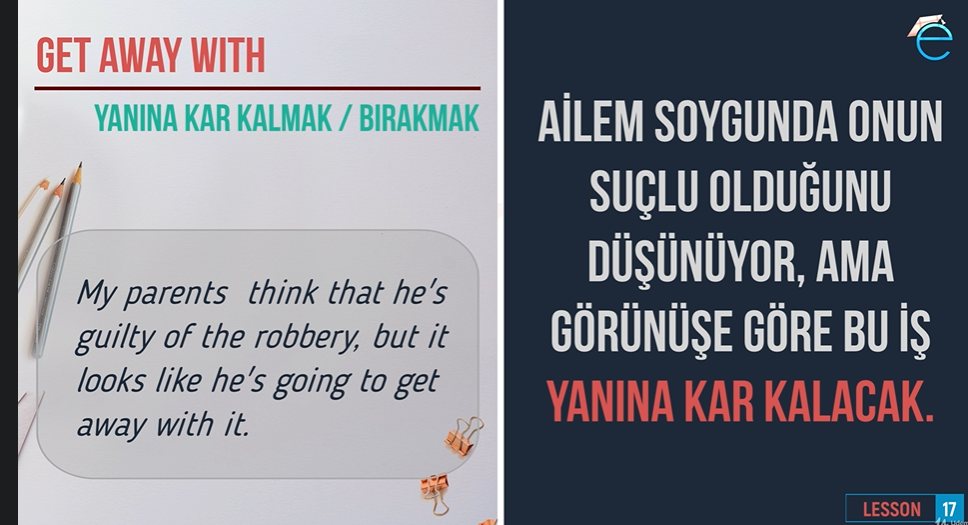 GET AWAY WITH
YANINA KAR KALMAK / BIRAKMAK
My parents think that he's
guilty of the robbery, but it
looks like he's going to get
away with it.
AİLEM SOYGUNDA ONUN
SUÇLU OLDUĞUNU
DÜŞÜNÜYOR, AMA
GÖRÜNÜŞE GÖRE BU İŞ
YANINA KAR KALACAK.
LESSON 17